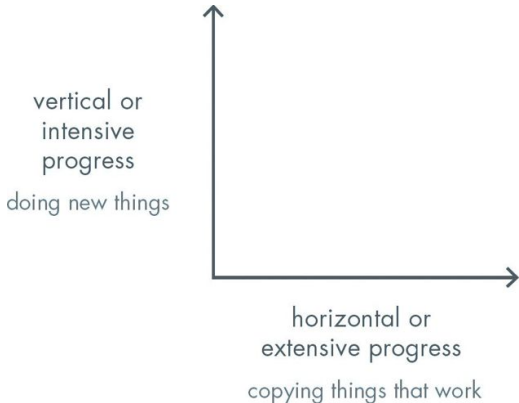 vertical or
intensive
progress
doing new things
horizontal or
extensive progress
copying things that work